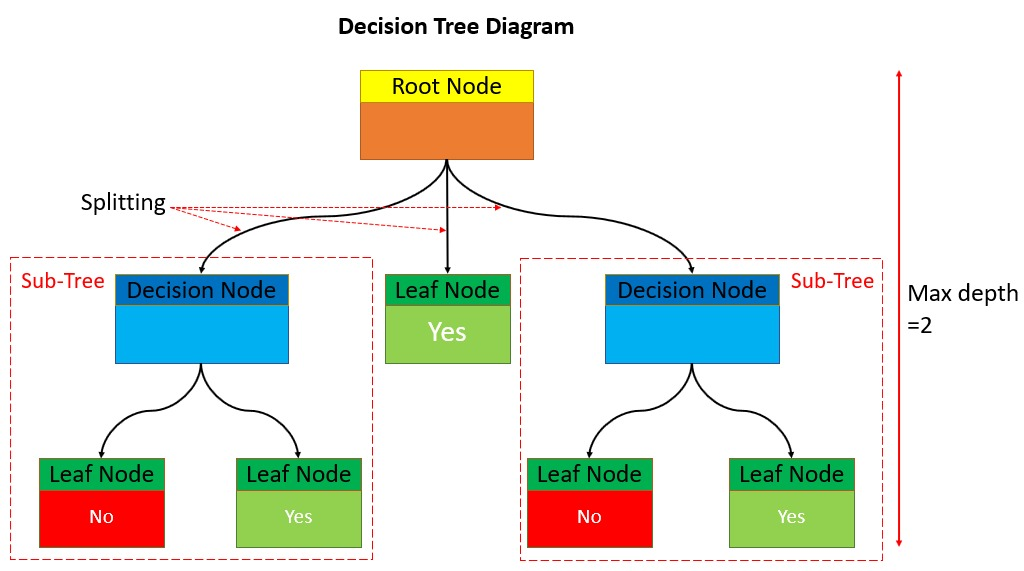 Decision Tree Diagram
Root Node
Splitting
Sub-Tree
Decision Node
Leaf Node
Yes
Decision Node
Sub-Tree
Max depth
=2
Leaf Node
No
Leaf Node
Yes
Leaf Node
No
Leaf Node
Yes